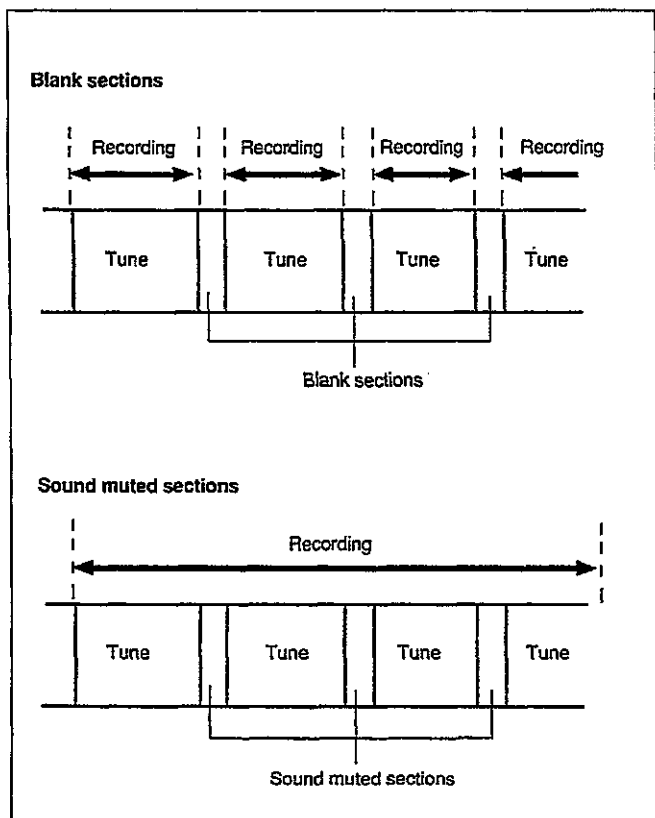 Blank sections
Recording Recording Recording Recording
Tune Tune Tune Tune
Blank sections
Sound muted sections
Recording
Tune Tune Tune Tune
Sound muted sections